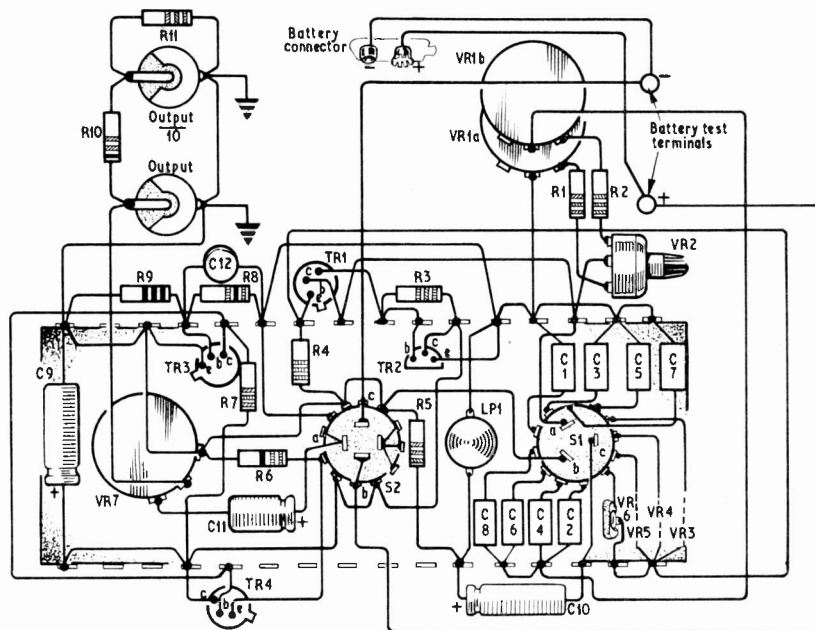 R11
Battery
connector
-
+
VR1b
-
Output
10
R10
VR1a
Battery test
terminals
Output
R1
R2
+
C12
TR1
VR2
R9
R8
c
b
e
R3
R4
b
c
e
TR2
TR3
e
b
c
C9
R7
C1
C3
C5
C7
c
R5
LP1
a
a
S1
c
b
R6
S2
b
VR7
C8
C6
C4
C2
VR6
VR4
VR5
VR3
C11
+
+
TR4
c
b
e
+
C10